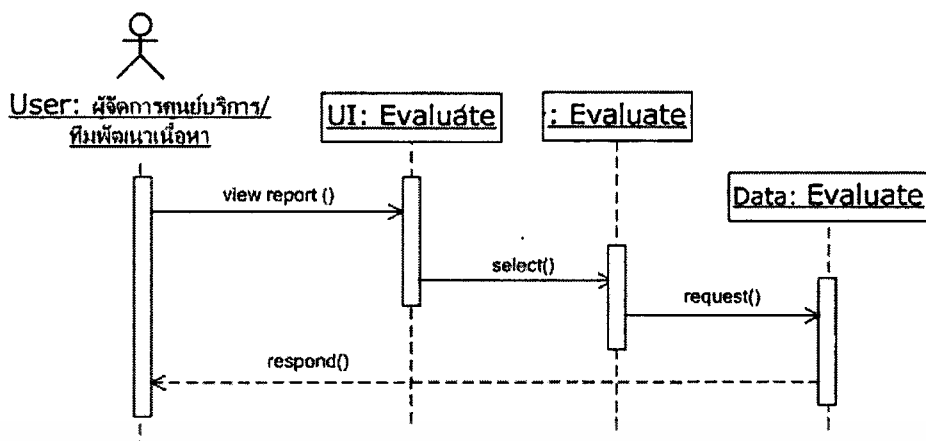 User: ผู้จัดการศูนย์บริการ/
ทีมพัฒนาเนื้อหา
UI: Evaluate
: Evaluate
Data: Evaluate
view report ()
select()
request()
respond()